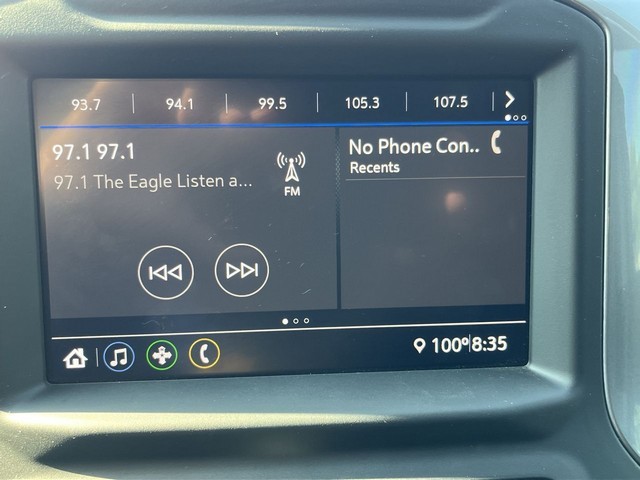 93.7 94.1 99.5 105.3 107.5
97.1 97.1
97.1 The Eagle Listen a...
FM
No Phone Con..
Recents
100° 8:35